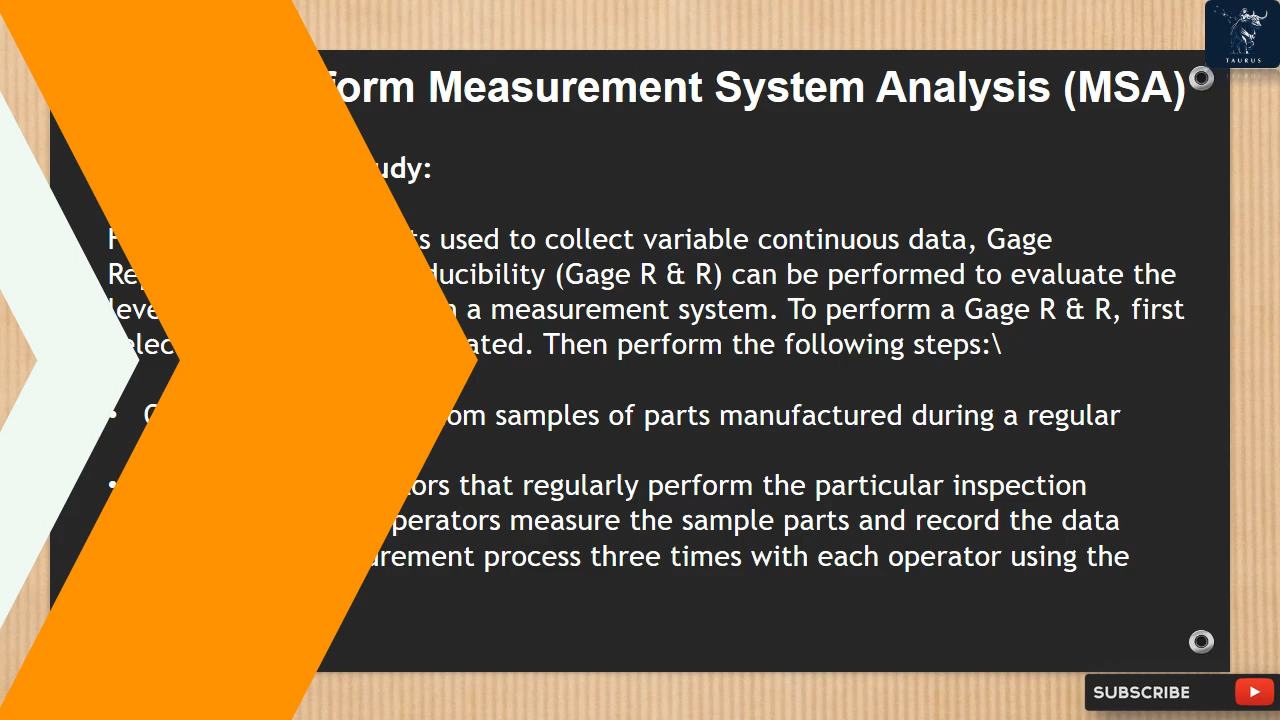 TAURUS
form Measurement System Analysis (MSA)
udy:
used to collect variable continuous data, Gage
ducibility (Gage R & R) can be performed to evaluate the
a measurement system. To perform a Gage R & R, first
ated. Then perform the following steps:\
om samples of parts manufactured during a regular
ors that regularly perform the particular inspection
perators measure the sample parts and record the data
urement process three times with each operator using the
SUBSCRIBE